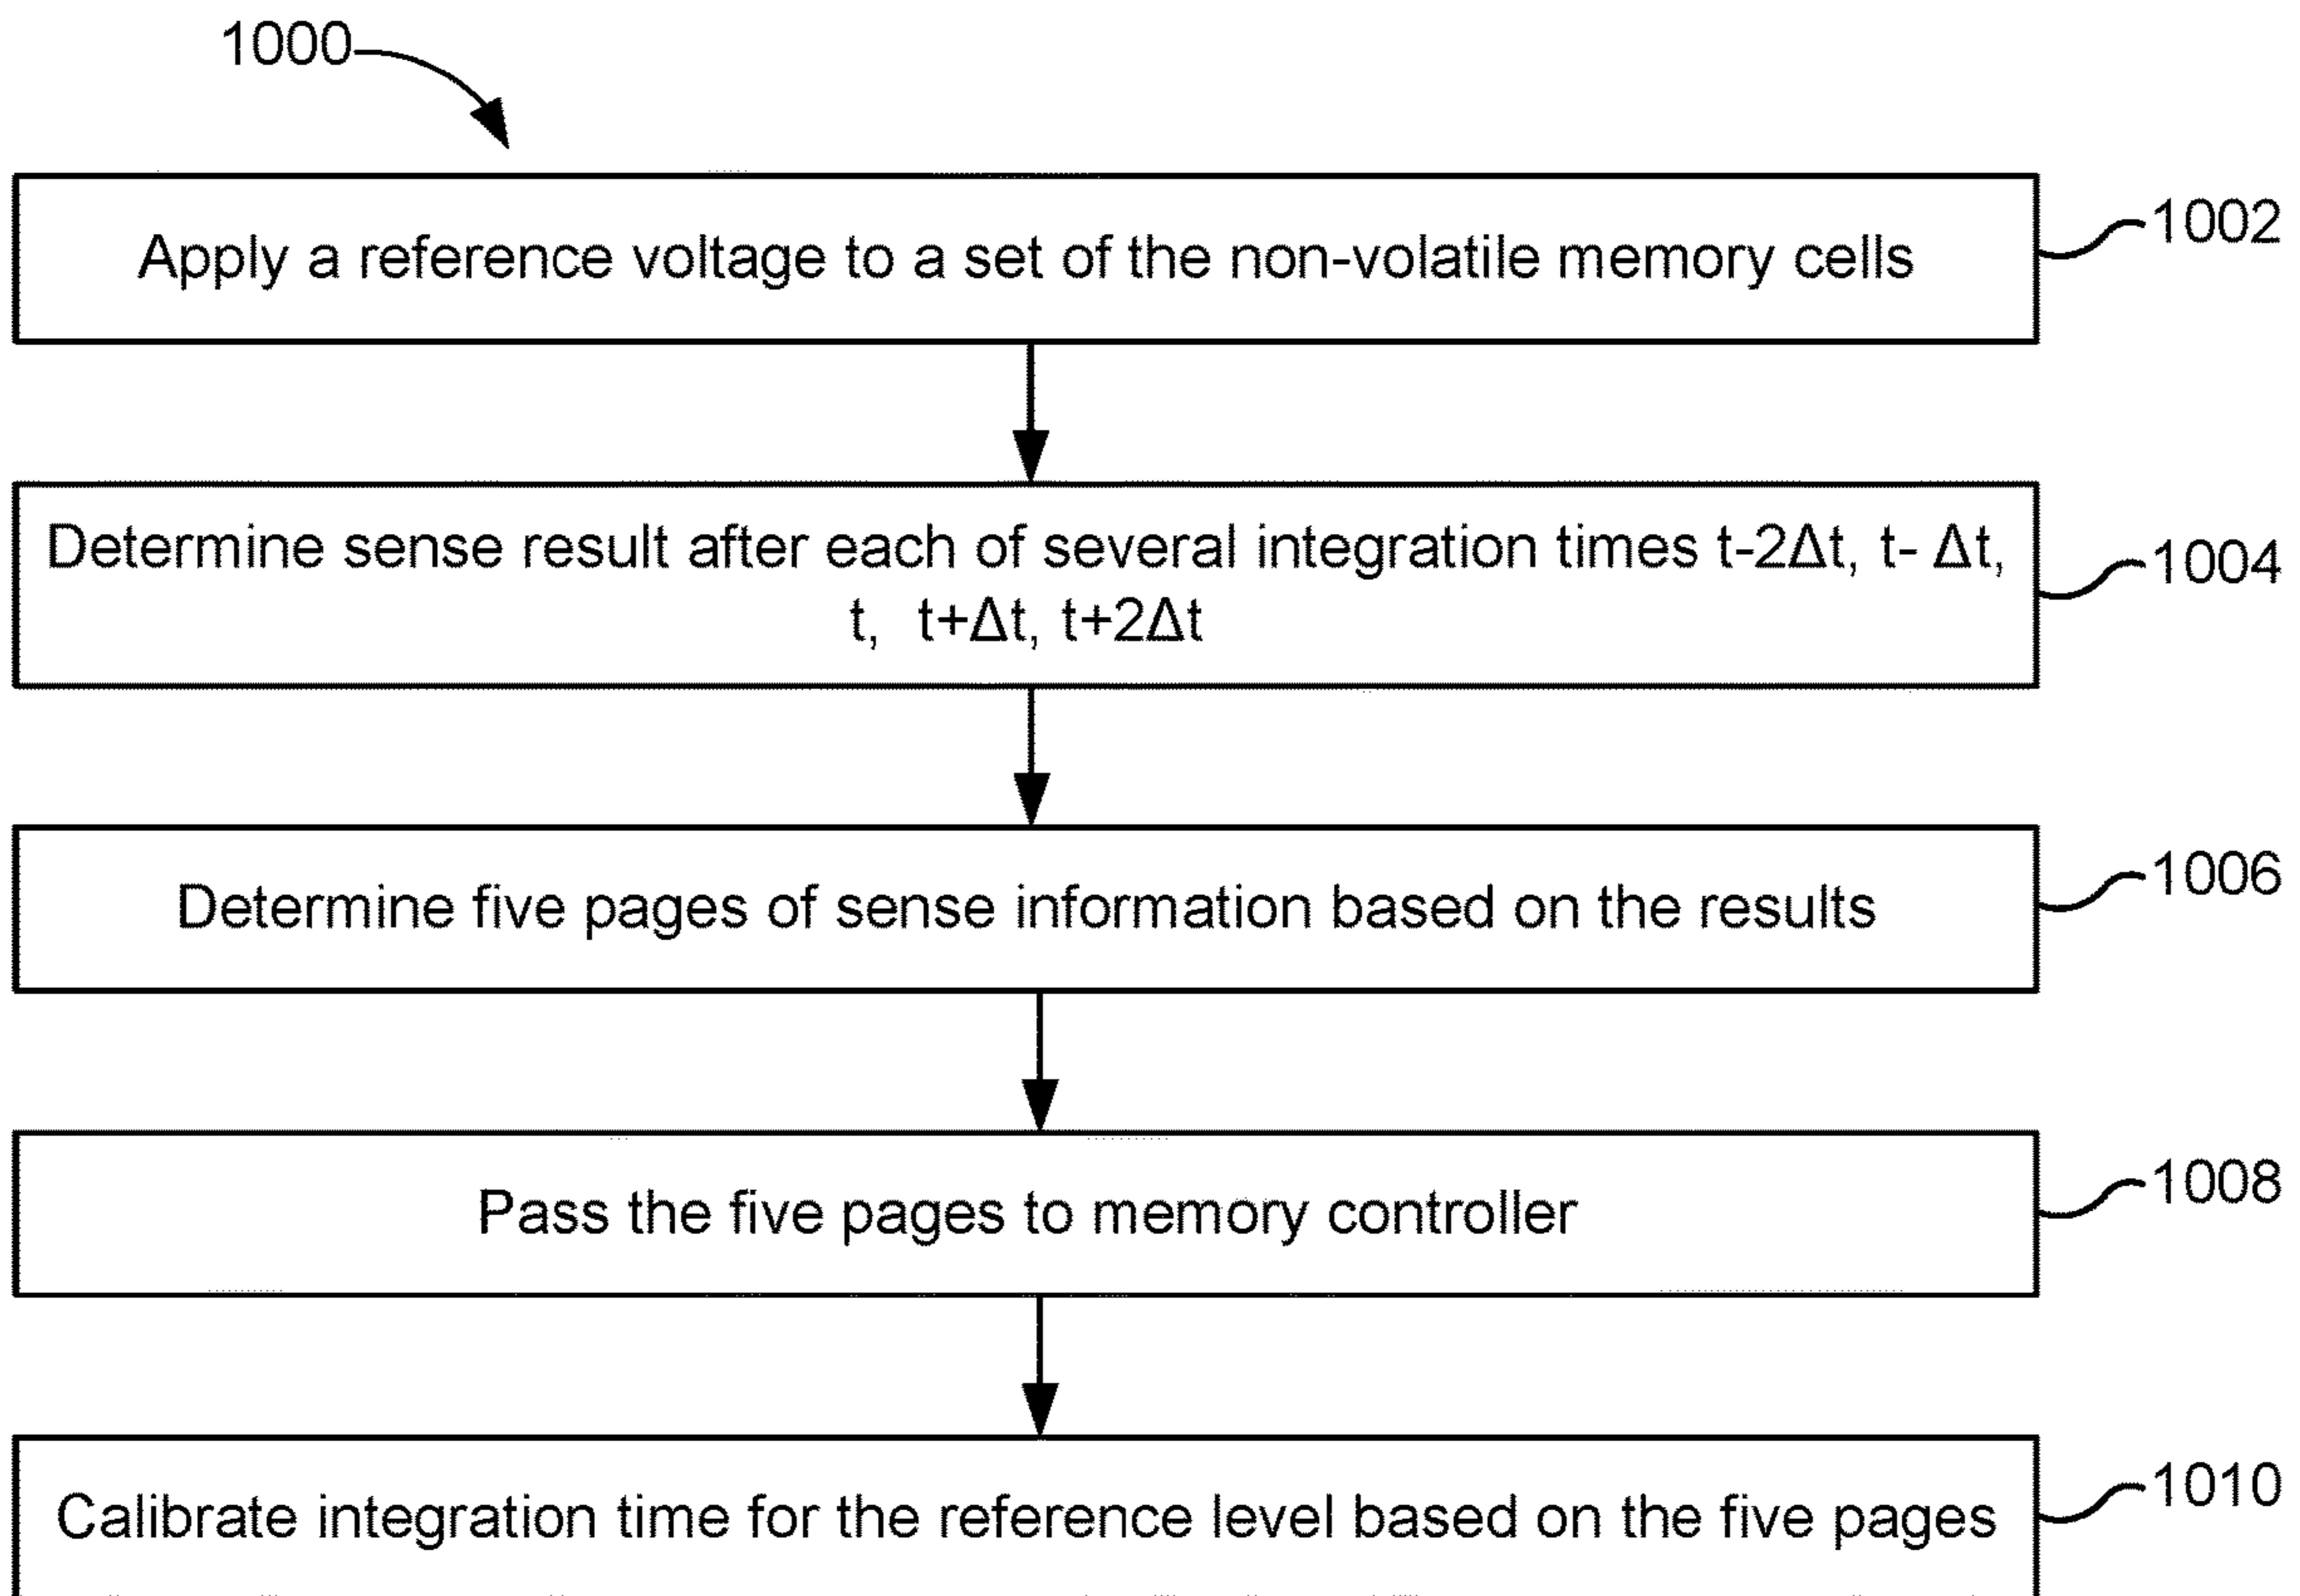 1000
Apply a reference voltage to a set of the non-volatile memory cells
1002
Determine sense result after each of several integration times t-2Δt, t- Δt,
t, t+Δt, t+2Δt
1004
Determine five pages of sense information based on the results
1006
Pass the five pages to memory controller
1008
Calibrate integration time for the reference level based on the five pages
1010